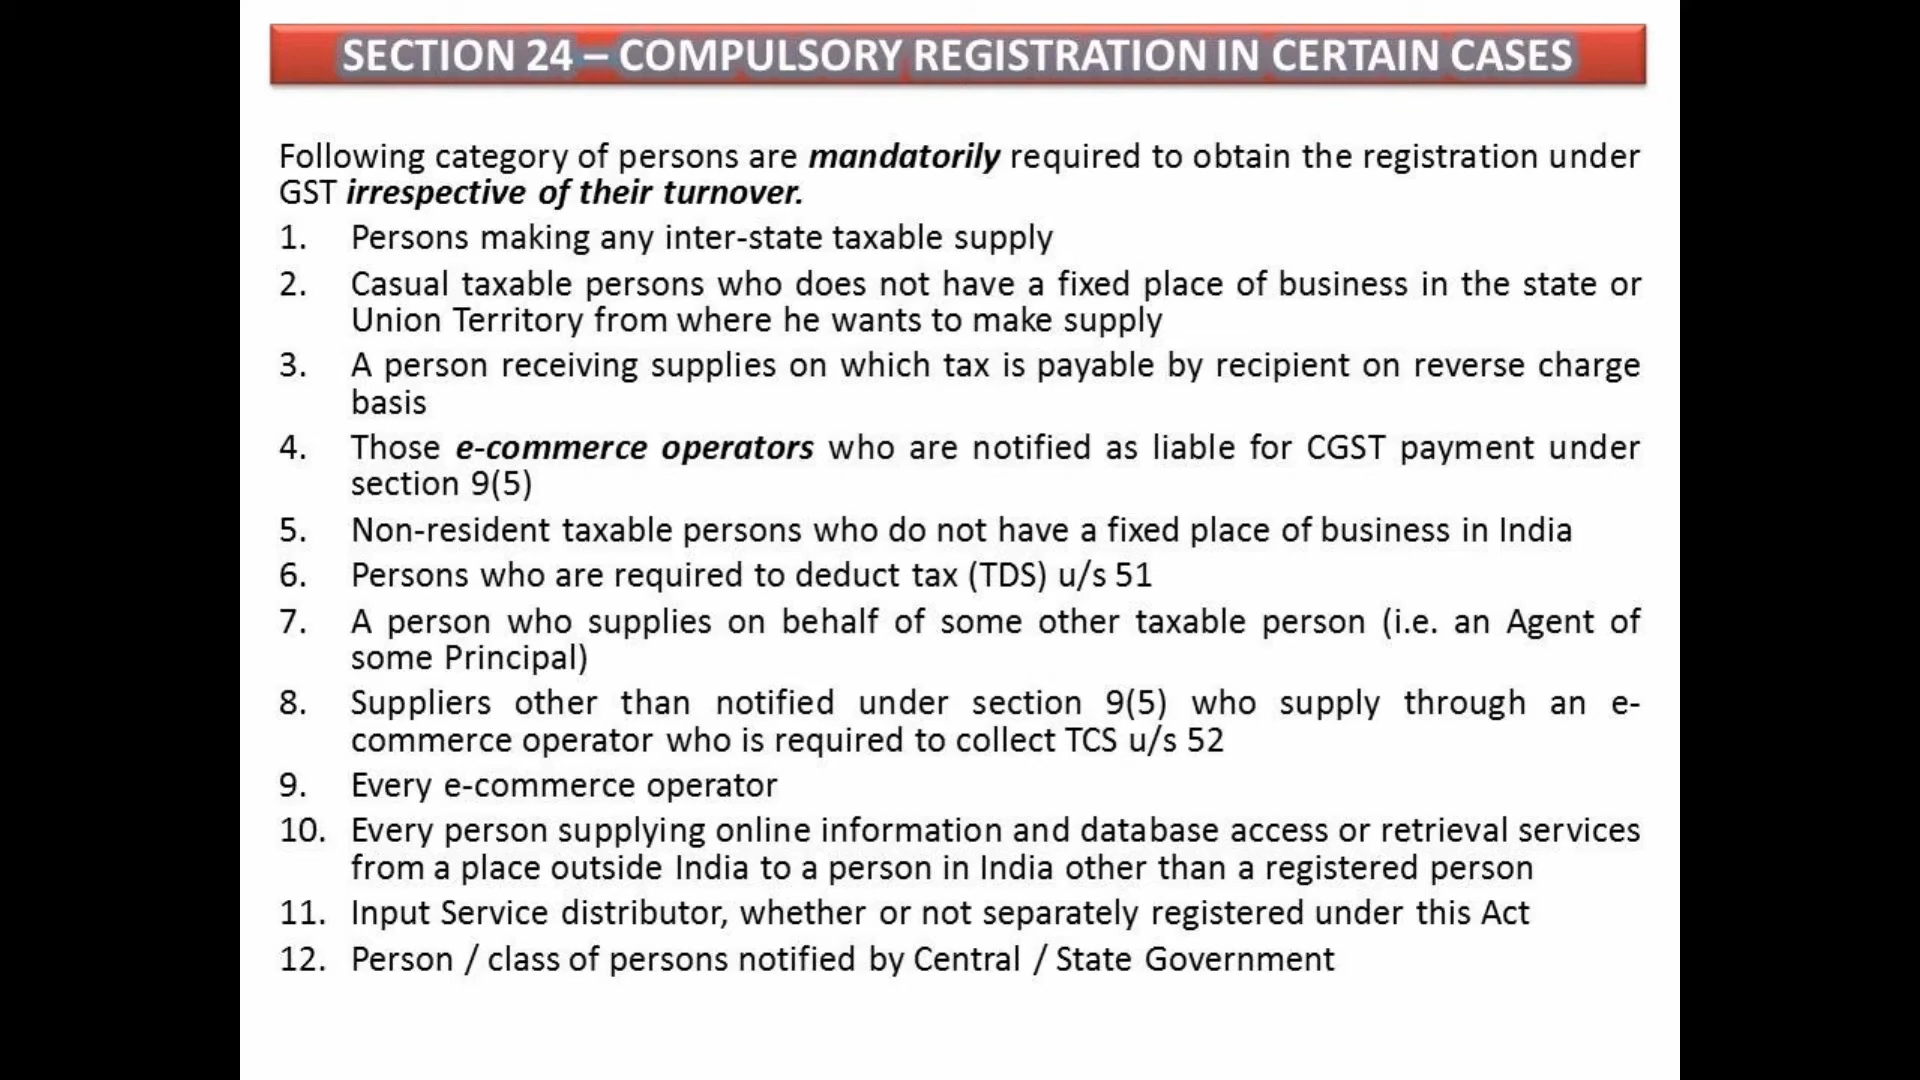 SECTION 24 – COMPULSORY REGISTRATION IN CERTAIN CASES
Following category of persons are mandatorily required to obtain the registration under
GST irrespective of their turnover.
1. Persons making any inter-state taxable supply
2. Casual taxable persons who does not have a fixed place of business in the state or
Union Territory from where he wants to make supply
3. A person receiving supplies on which tax is payable by recipient on reverse charge
basis
4. Those e-commerce operators who are notified as liable for CGST payment under
section 9(5)
5. Non-resident taxable persons who do not have a fixed place of business in India
6. Persons who are required to deduct tax (TDS) u/s 51
7. A person who supplies on behalf of some other taxable person (i.e. an Agent of
some Principal)
8. Suppliers other than notified under section 9(5) who supply through an e-
commerce operator who is required to collect TCS u/s 52
9. Every e-commerce operator
10. Every person supplying online information and database access or retrieval services
from a place outside India to a person in India other than a registered person
11. Input Service distributor, whether or not separately registered under this Act
12. Person / class of persons notified by Central / State Government